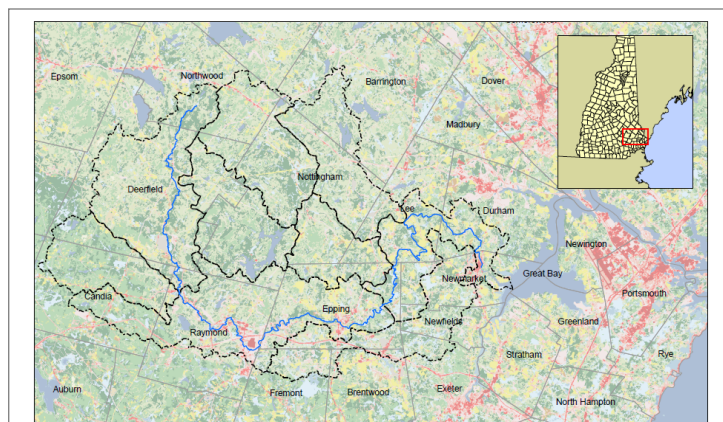 Epsom
Northwood
Barrington
Dover
Madbury
Deerfield
Nottingham
Lee
Durham
Newington
Great Bay
Newmarket
Portsmouth
Candia
Epping
Raymond
Newfields
Greenland
Stratham
Rye
Auburn
Fremont
Brentwood
Exeter
North Hampton